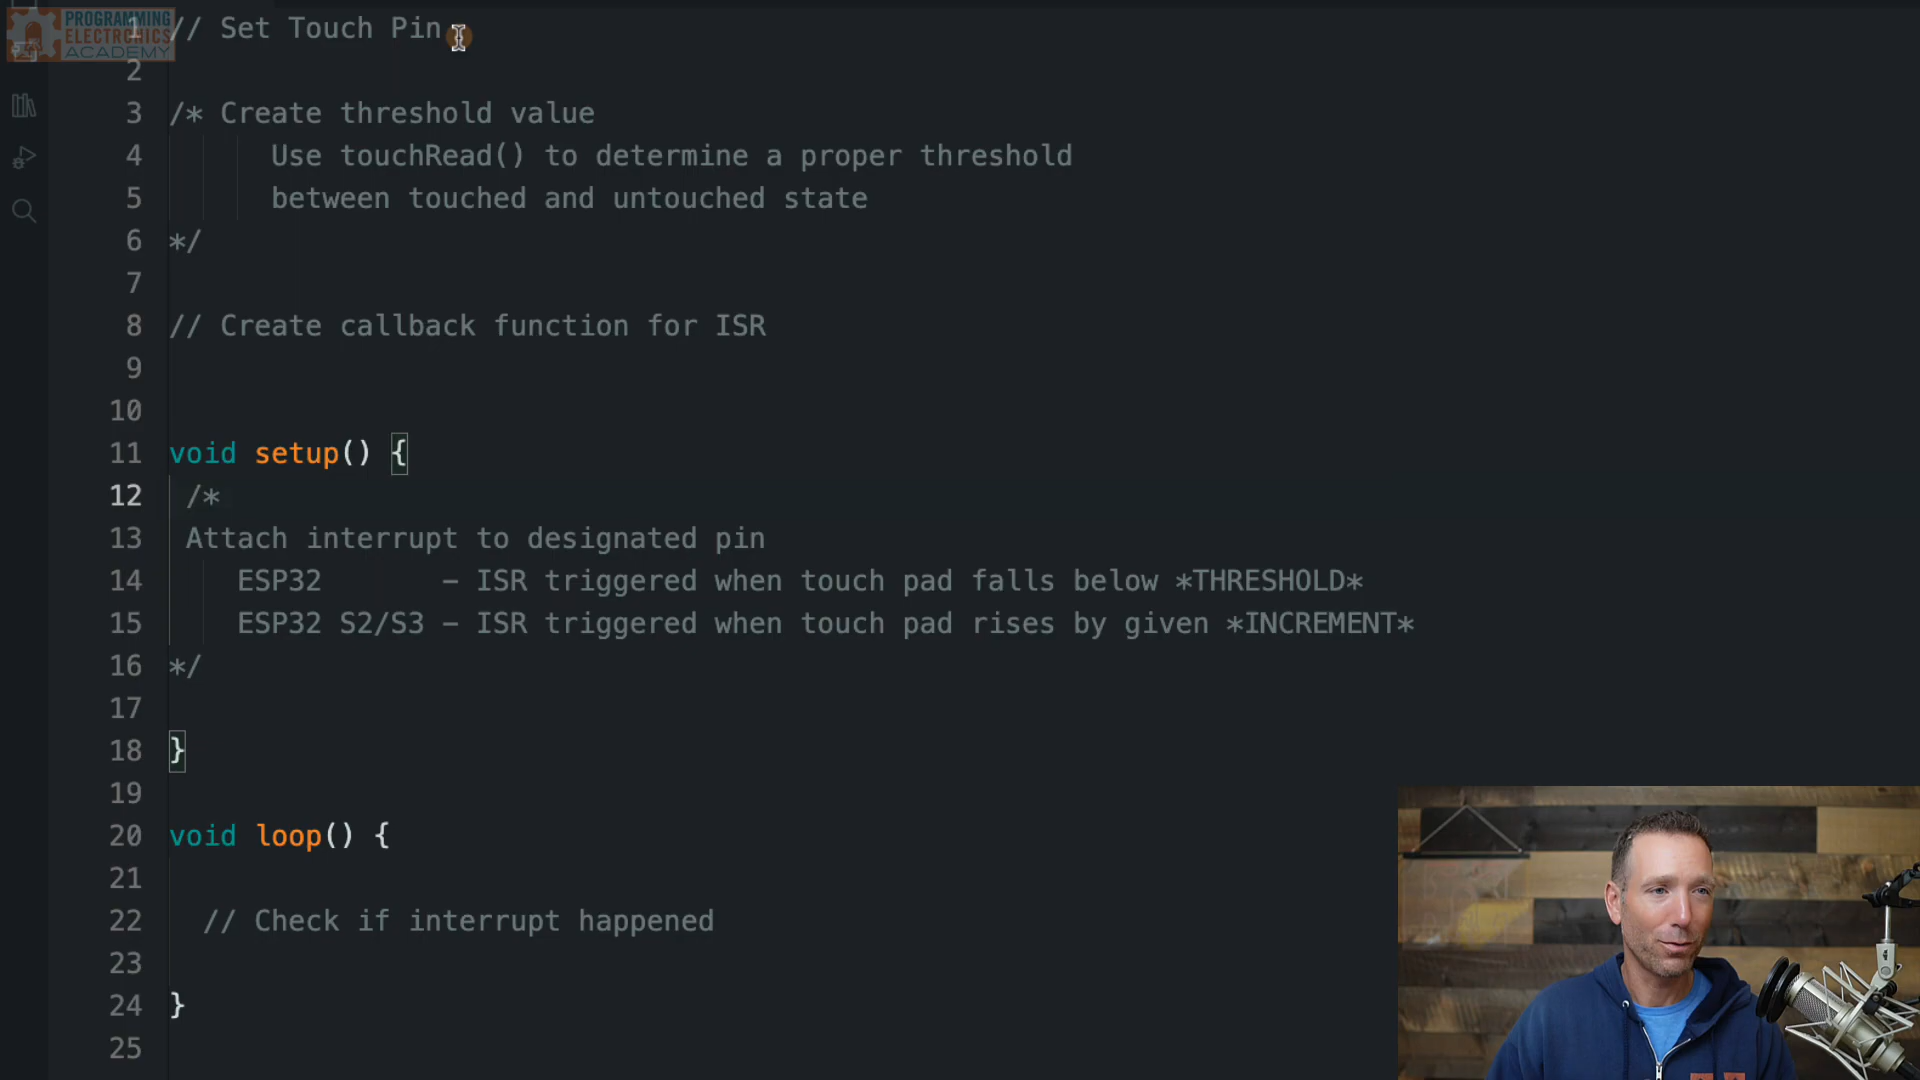 PROGRAMMING
ELECTRONICS
ACADEMY
1 // Set Touch Pin
2
3 /* Create threshold value
4 Use touchRead() to determine a proper threshold
5 between touched and untouched state
6 */
7
8 // Create callback function for ISR
9
10
11 void setup() {
12 /*
13 Attach interrupt to designated pin
14 ESP32 – ISR triggered when touch pad falls below *THRESHOLD*
15 ESP32 S2/S3 – ISR triggered when touch pad rises by given *INCREMENT*
16 */
17
18 }
19
20 void loop() {
21
22 // Check if interrupt happened
23
24 }
25